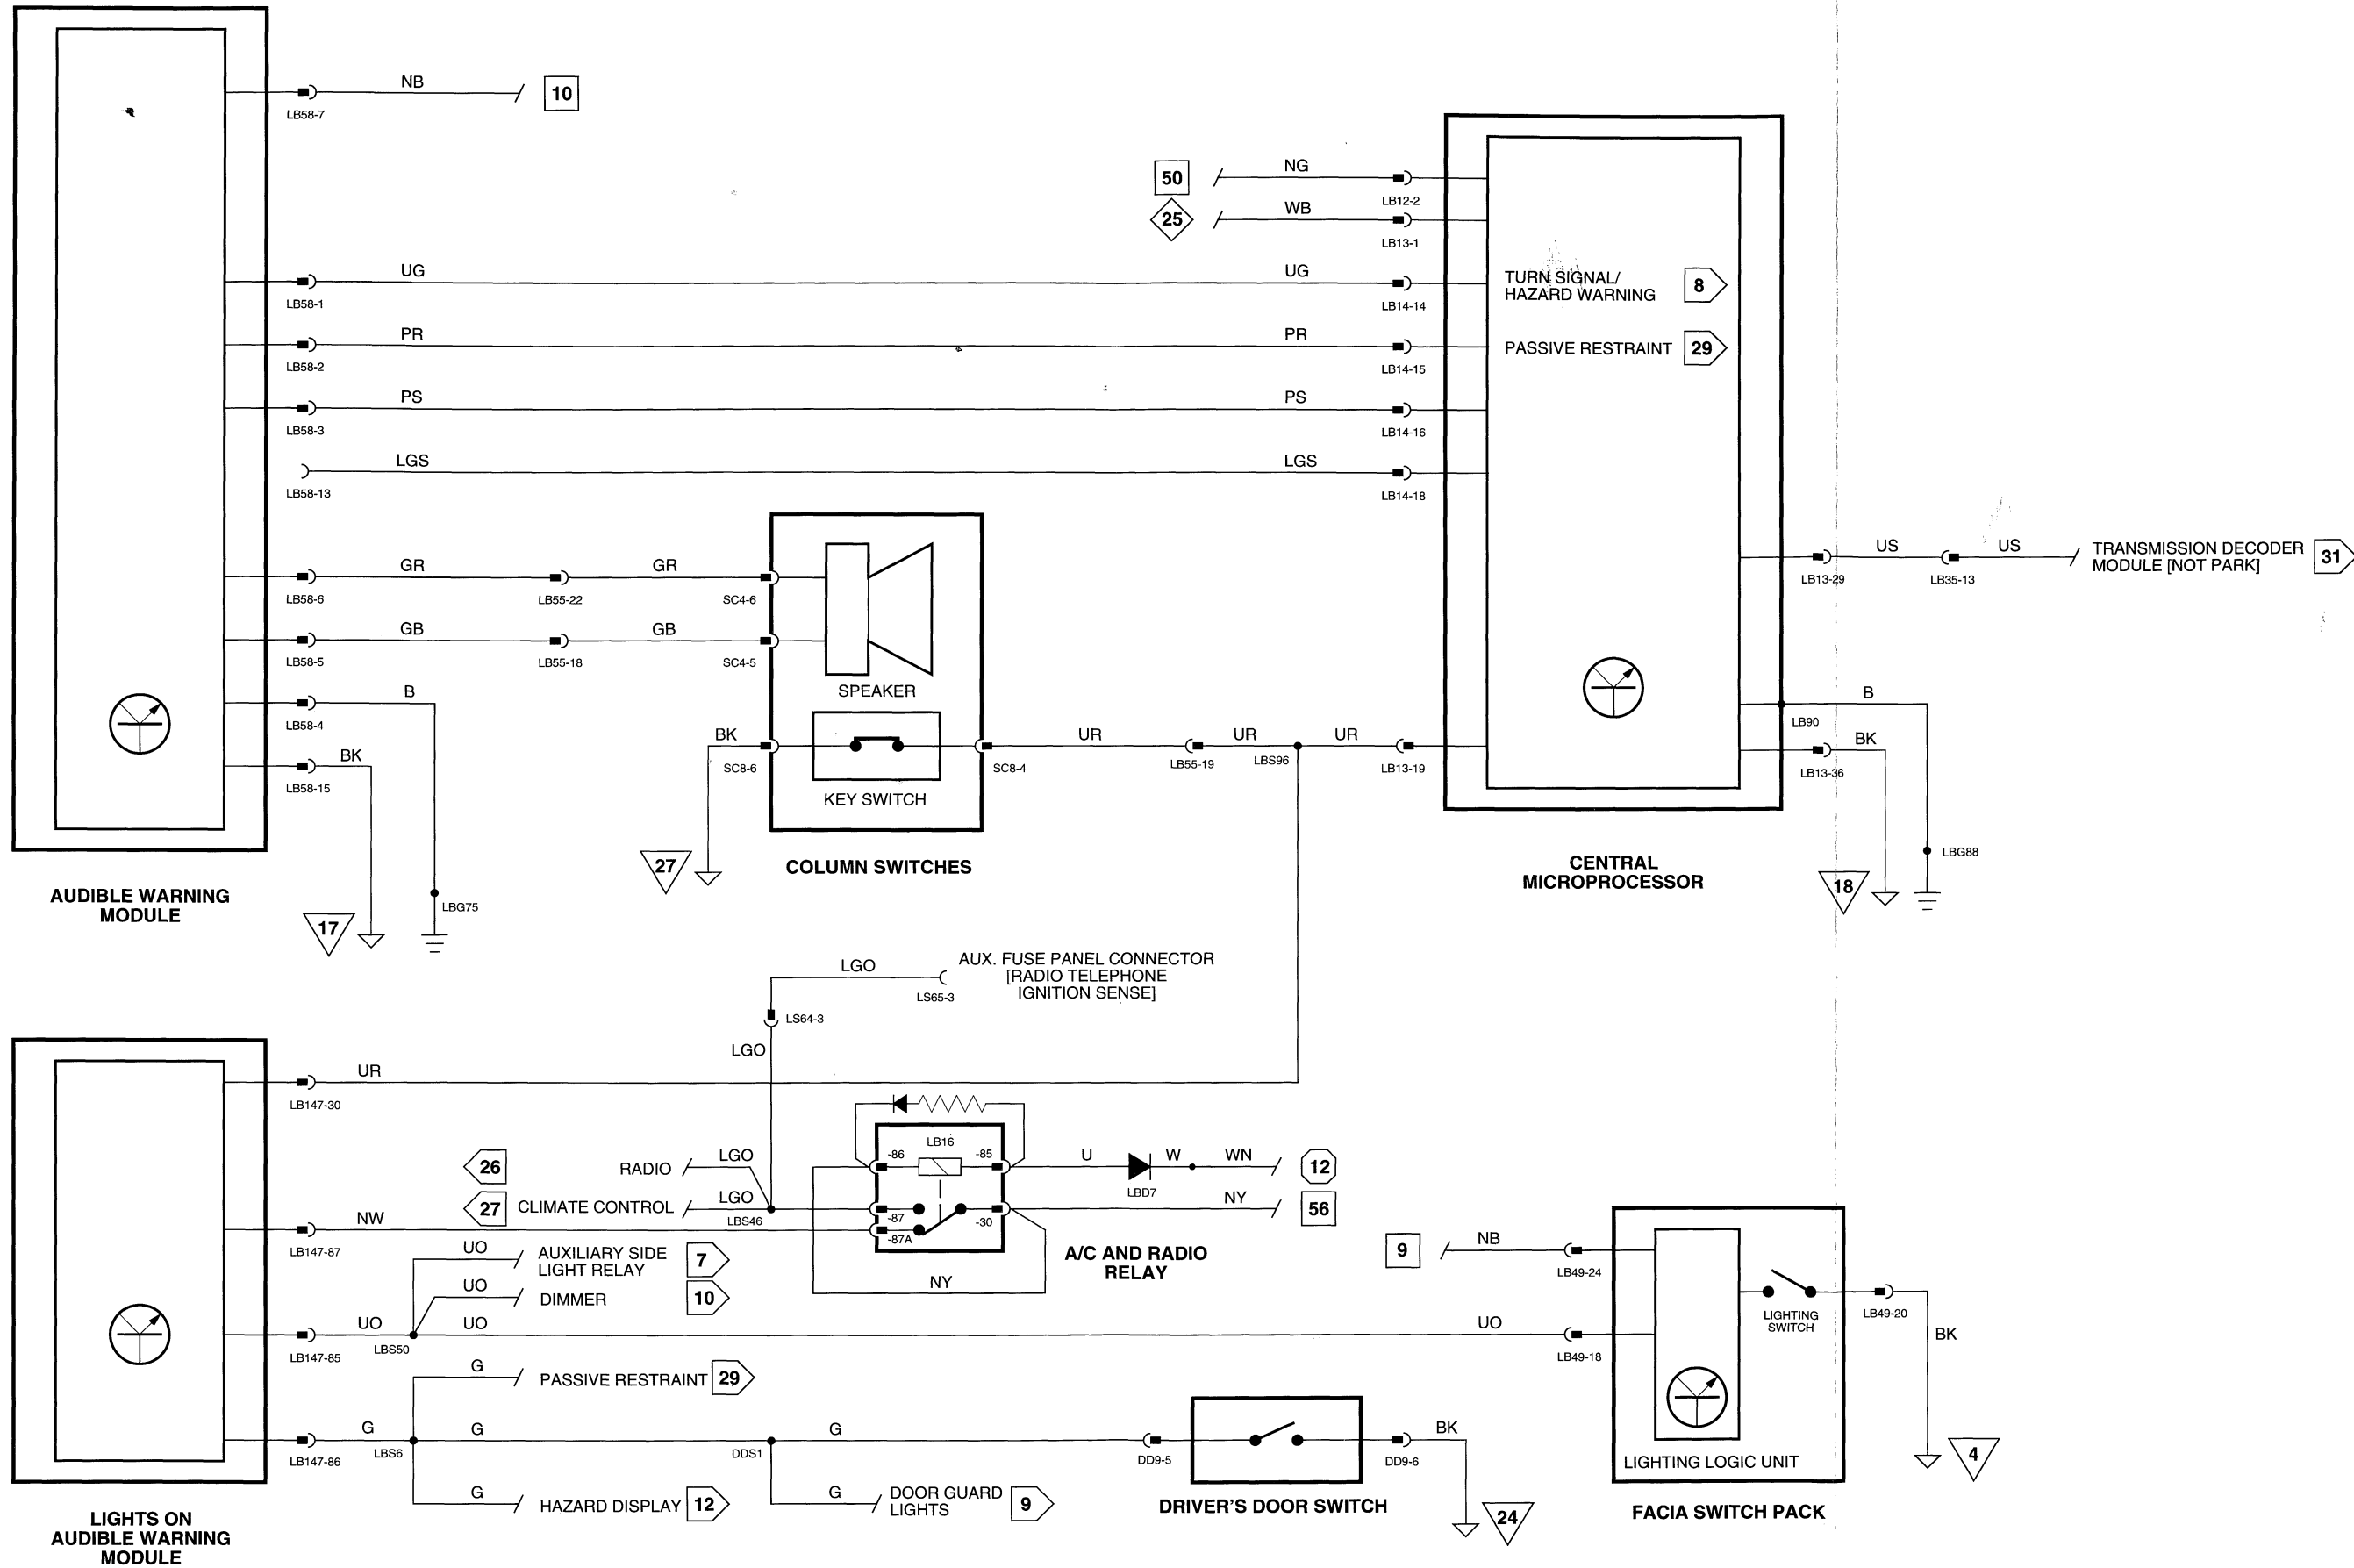 NB
10
LB58-7
50
NG
LB12-2
25
WB
LB13-1
UG
UG
LB58-1
LB14-14
TURN SIGNAL/
HAZARD WARNING
8
PR
PR
LB58-2
LB14-15
PASSIVE RESTRAINT
29
PS
PS
LB58-3
LB14-16
LGS
LGS
LB58-13
LB14-18
US
US
LB13-29
LB35-13
TRANSMISSION DECODER
MODULE [NOT PARK]
31
GR
GR
LB58-6
LB55-22
SC4-6
GB
GB
LB58-5
LB55-18
SC4-5
SPEAKER
B
LB58-4
B
LB90
BK
LB58-15
BK
SC8-6
KEY SWITCH
SC8-4
UR
LB55-19
UR
LBS96
UR
LB13-19
BK
LB13-36
LBG88
27
COLUMN SWITCHES
CENTRAL
MICROPROCESSOR
18
AUDIBLE WARNING
MODULE
17
LBG75
LGO
LS65-3
AUX. FUSE PANEL CONNECTOR
[RADIO TELEPHONE
IGNITION SENSE]
LS64-3
LGO
UR
LB147-30
LB16
-86
-85
26
RADIO
LGO
U
LBD7
W
WN
12
27
CLIMATE CONTROL
LGO
LBS46
-87
-30
NY
56
NW
LB147-87
-87A
A/C AND RADIO
RELAY
NY
UO
AUXILIARY SIDE
LIGHT RELAY
7
UO
DIMMER
10
9
NB
LB49-24
LIGHTING
SWITCH
LB49-20
BK
UO
LB147-85
LBS50
UO
UO
LB49-18
G
PASSIVE RESTRAINT
29
G
LB147-86
LBS6
G
DDS1
G
DD9-5
DD9-6
BK
LIGHTING LOGIC UNIT
4
G
HAZARD DISPLAY
12
G
DOOR GUARD
LIGHTS
9
DRIVER'S DOOR SWITCH
24
FACIA SWITCH PACK
LIGHTS ON
AUDIBLE WARNING
MODULE